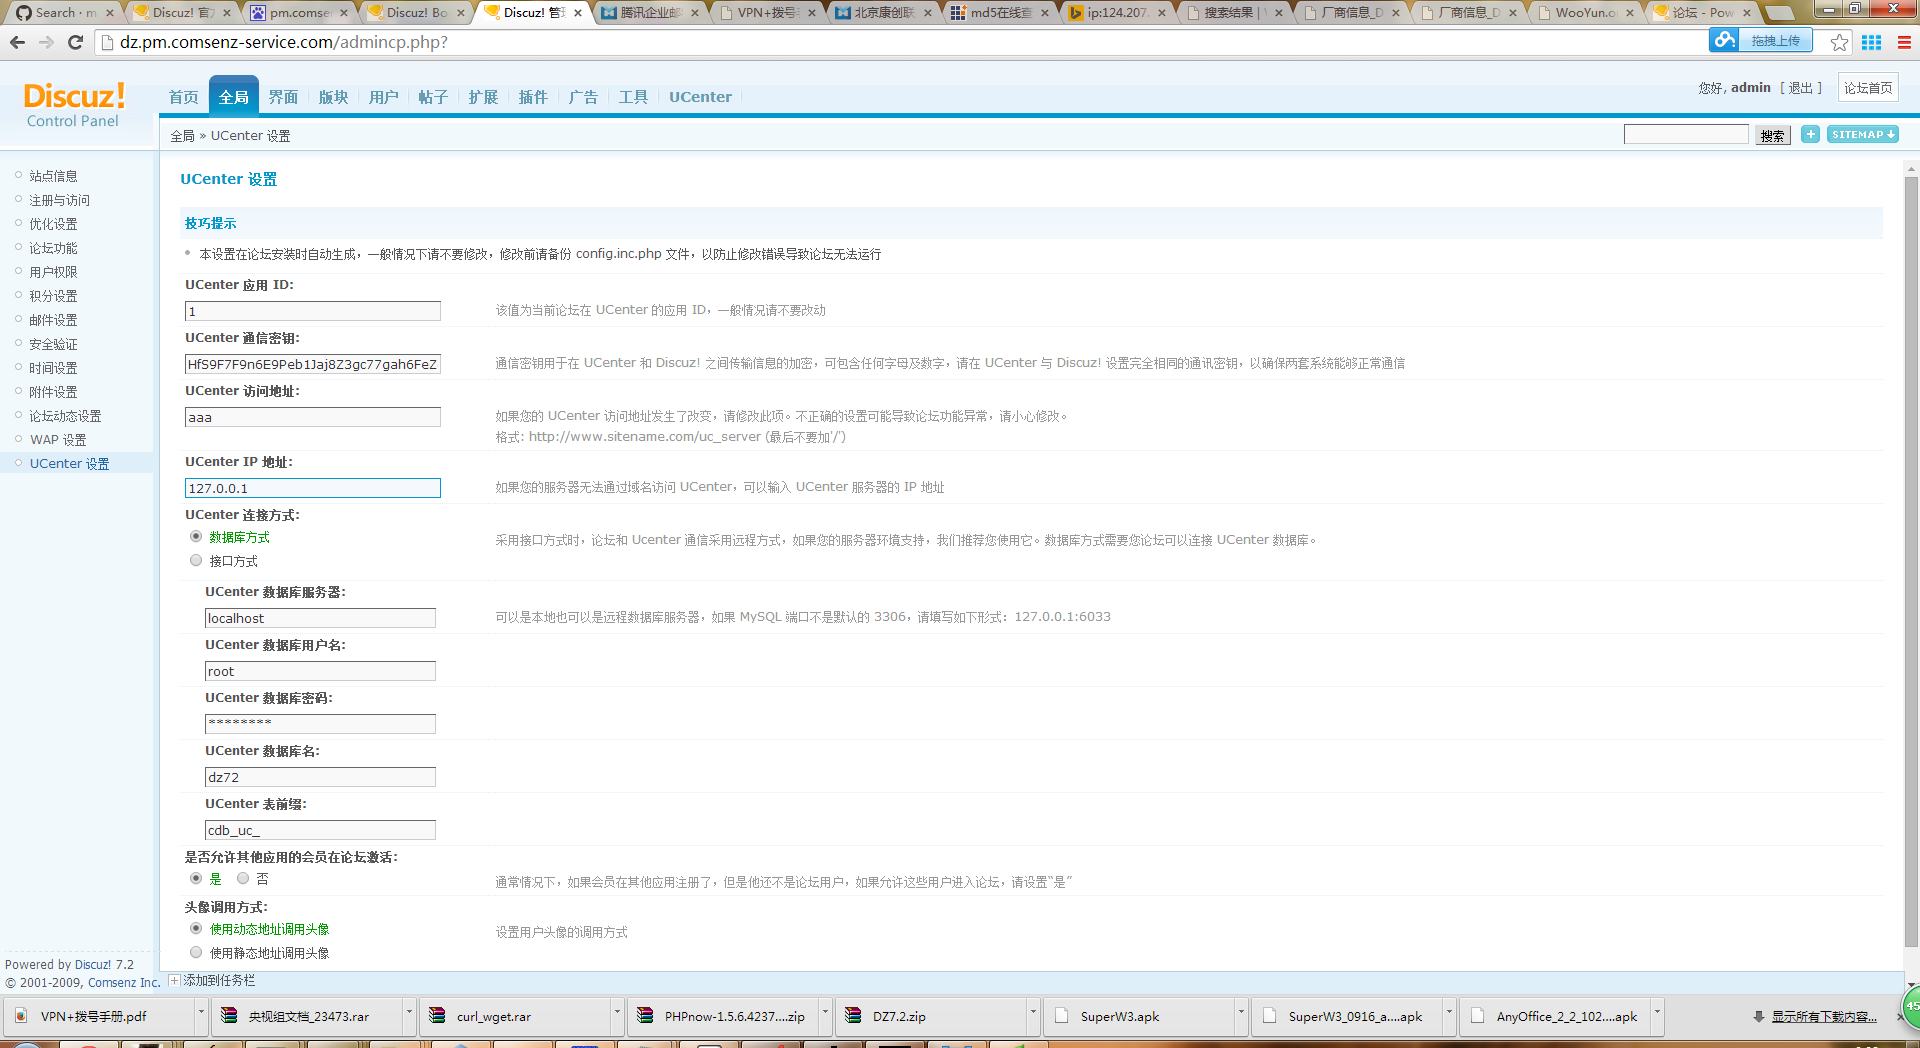 Search · m
Discuz! 官方
pm.comsen
Discuz! Bo
Discuz! 管理
腾讯企业邮
VPN+拨号
北京康创联
md5在线查
ip:124.207.
搜索结果 |
厂商信息_D
厂商信息_D
WooYun.o
论坛 - Pow
dz.pm.comsenz-service.com/admincp.php?
拖拽上传
Discuz!
Control Panel
首页 全局 界面 版块 用户 帖子 扩展 插件 广告 工具 UCenter
您好, admin [ 退出 ]
论坛首页
全局 » UCenter 设置
搜索
SITEMAP
站点信息
注册与访问
优化设置
论坛功能
用户权限
积分设置
邮件设置
安全验证
时间设置
附件设置
论坛动态设置
WAP 设置
UCenter 设置
UCenter 设置
技巧提示
本设置在论坛安装时自动生成，一般情况下请不要修改，修改前请备份 config.inc.php 文件，以防止修改错误导致论坛无法运行
UCenter 应用 ID:
1
该值为当前论坛在 UCenter 的应用 ID，一般情况请不要改动
UCenter 通信密钥:
HfS9F7F9n6E9Peb1Jaj8Z3gc77gah6FeZ
通信密钥用于在 UCenter 和 Discuz! 之间传输信息的加密，可包含任何字母及数字，请在 UCenter 与 Discuz! 设置完全相同的通讯密钥，以确保两套系统能够正常通信
UCenter 访问地址:
aaa
如果您的 UCenter 访问地址发生了改变，请修改此项。不正确的设置可能导致论坛功能异常，请小心修改。
格式: http://www.sitename.com/uc_server (最后不要加'/')
UCenter IP 地址:
127.0.0.1
如果您的服务器无法通过域名访问 UCenter，可以输入 UCenter 服务器的 IP 地址
UCenter 连接方式:
数据库方式
接口方式
采用接口方式时，论坛和 Ucenter 通信采用远程方式，如果您的服务器环境支持，我们推荐您使用它。数据库方式需要您论坛可以连接 UCenter 数据库。
UCenter 数据库服务器:
localhost
可以是本地也可以是远程数据库服务器，如果 MySQL 端口不是默认的 3306，请填写如下形式：127.0.0.1:6033
UCenter 数据库用户名:
root
UCenter 数据库密码:
********
UCenter 数据库名:
dz72
UCenter 表前缀:
cdb_uc_
是否允许其他应用的会员在论坛激活:
是 否
通常情况下，如果会员在其他应用注册了，但是他还不是论坛用户，如果允许这些用户进入论坛，请设置“是”
头像调用方式:
使用动态地址调用头像
使用静态地址调用头像
设置用户头像的调用方式
Powered by Discuz! 7.2
© 2001-2009, Comsenz Inc.
添加到任务栏
VPN+拨号手册.pdf
央视组文档_23473.rar
curl_wget.rar
PHPnow-1.5.6.4237....zip
DZ7.2.zip
SuperW3.apk
SuperW3_0916_a....apk
AnyOffice_2_2_102....apk
显示所有下载内容...
45